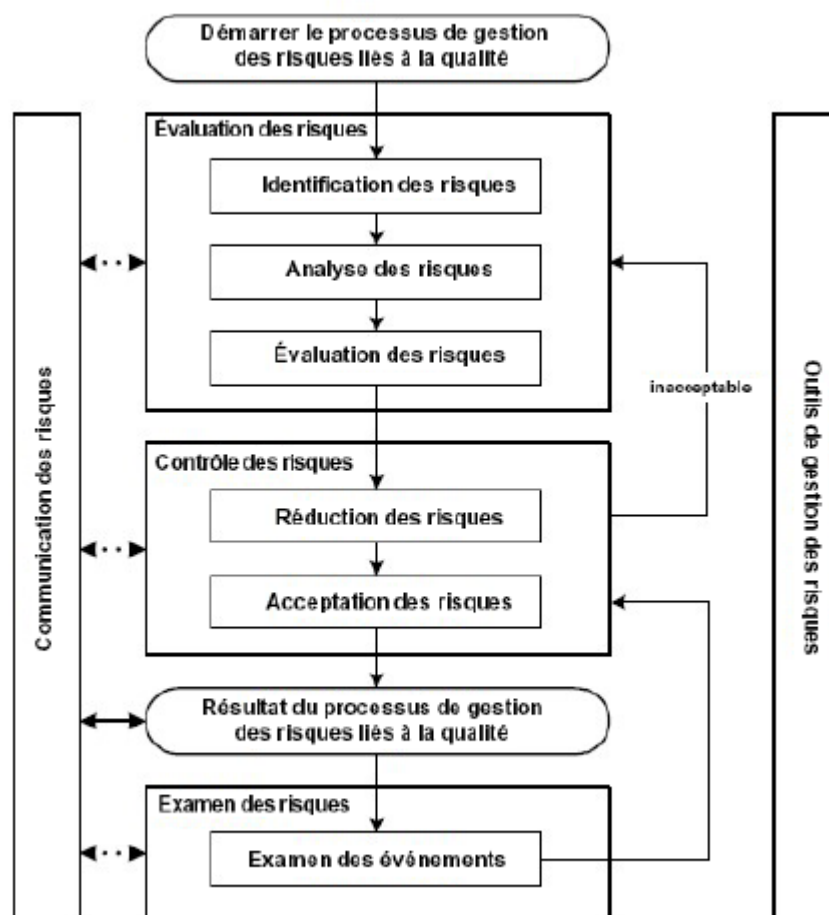 Démarrer le processus de gestion
des risques liés à la qualité
Évaluation des risques
Identification des risques
Analyse des risques
Évaluation des risques
inacceptable
Contrôle des risques
Réduction des risques
Acceptation des risques
Résultat du processus de gestion
des risques liés à la qualité
Examen des risques
Examen des événements
Communication des risques
Outils de gestion des risques